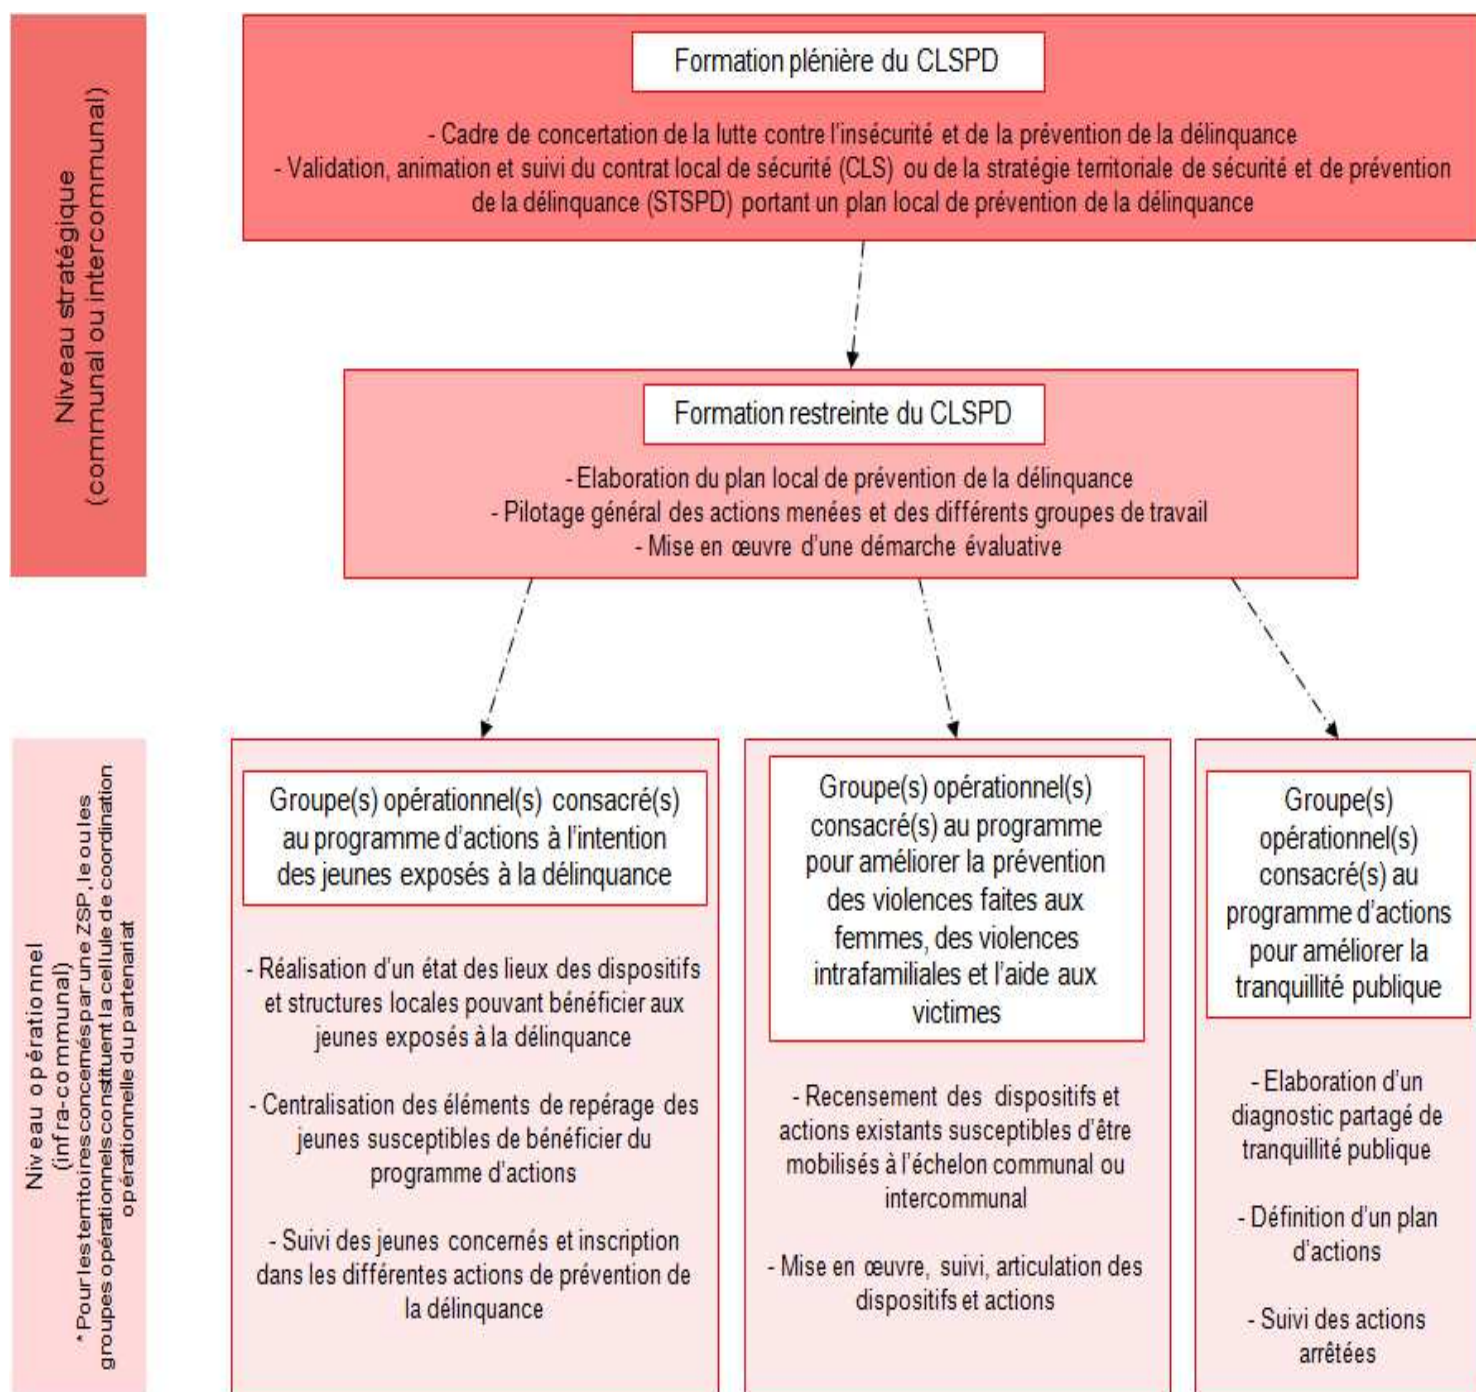 Niveau stratégique
(communal ou intercommunal)
Formation plénière du CLSPD
- Cadre de concertation de la lutte contre l'insécurité et de la prévention de la délinquance
- Validation, animation et suivi du contrat local de sécurité (CLS) ou de la stratégie territoriale de sécurité et de prévention
de la délinquance (STSPD) portant un plan local de prévention de la délinquance
Formation restreinte du CLSPD
- Elaboration du plan local de prévention de la délinquance
- Pilotage général des actions menées et des différents groupes de travail
- Mise en œuvre d'une démarche évaluative
Niveau opérationnel
(infra-communal)
* Pour les territoires concernés par une ZSP, le ou les
groupes opérationnels constituent la cellule de coordination
opérationnelle du partenariat
Groupe(s) opérationnel(s) consacré(s)
au programme d'actions à l'intention
des jeunes exposés à la délinquance
- Réalisation d'un état des lieux des dispositifs
et structures locales pouvant bénéficier aux
jeunes exposés à la délinquance
- Centralisation des éléments de repérage des
jeunes susceptibles de bénéficier du
programme d'actions
- Suivi des jeunes concernés et inscription
dans les différentes actions de prévention de
la délinquance
Groupe(s) opérationnel(s)
consacré(s) au programme
pour améliorer la prévention
des violences faites aux
femmes, des violences
intrafamiliales et l'aide aux
victimes
- Recensement des dispositifs et
actions existants susceptibles d'être
mobilisés à l'échelon communal ou
intercommunal
- Mise en œuvre, suivi, articulation des
dispositifs et actions
Groupe(s)
opérationnel(s)
consacré(s) au
programme d'actions
pour améliorer la
tranquillité publique
- Elaboration d'un
diagnostic partagé de
tranquillité publique
- Définition d'un plan
d'actions
- Suivi des actions
arrêtées